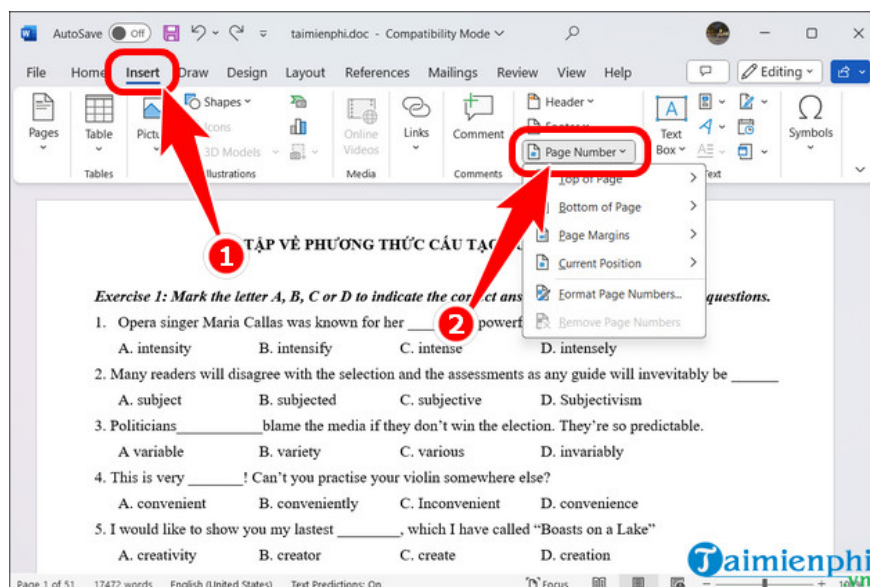 AutoSave Off taimienphi.doc - Compatibility Mode
File Home Insert Draw Design Layout References Mailings Review View Help Editing
Pages Table Pictu Shapes Icons 3D Models Online Videos Links Comment Header Footer Page Number Text Box Symbols
Tables Illustrations Media Comments Text
Top of Page
Bottom of Page
Page Margins
Current Position
Format Page Numbers...
Remove Page Numbers
1
2
TẬP VỀ PHƯƠNG THỨC CẤU TẠO
Exercise 1: Mark the letter A, B, C or D to indicate the correct ans questions.
1. Opera singer Maria Callas was known for her ____ powerf
A. intensity B. intensify C. intense D. intensely
2. Many readers will disagree with the selection and the assessments as any guide will invevitably be ______
A. subject B. subjected C. subjective D. Subjectivism
3. Politicians___________blame the media if they don't win the election. They're so predictable.
A variable B. variety C. various D. invariably
4. This is very _______! Can't you practise your violin somewhere else?
A. convenient B. conveniently C. Inconvenient D. convenience
5. I would like to show you my lastest ________, which I have called “Boasts on a Lake”
A. creativity B. creator C. create D. creation
Page 1 of 51 17472 words English (United States) Text Predictions: On Focus
Taimienphi
.vn